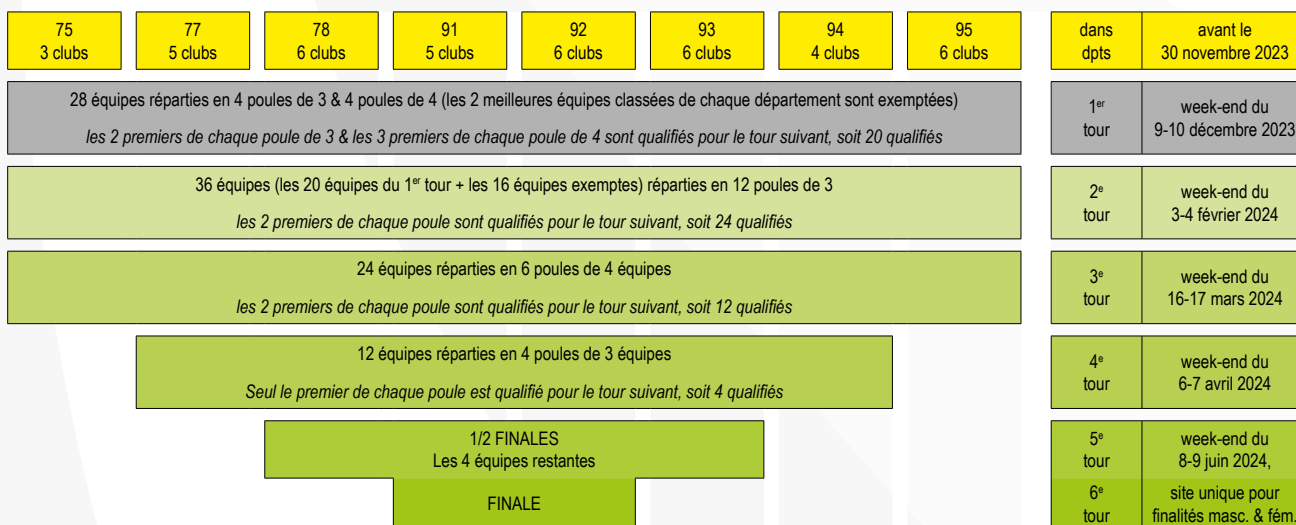 75
3 clubs
77
5 clubs
78
6 clubs
91
5 clubs
92
6 clubs
93
6 clubs
94
4 clubs
95
6 clubs
dans
dpts
avant le
30 novembre 2023
28 équipes réparties en 4 poules de 3 & 4 poules de 4 (les 2 meilleures équipes classées de chaque département sont exemptées)
les 2 premiers de chaque poule de 3 & les 3 premiers de chaque poule de 4 sont qualifiés pour le tour suivant, soit 20 qualifiés
1er
tour
week-end du
9-10 décembre 2023
36 équipes (les 20 équipes du 1er tour + les 16 équipes exemptes) réparties en 12 poules de 3
les 2 premiers de chaque poule sont qualifiés pour le tour suivant, soit 24 qualifiés
2e
tour
week-end du
3-4 février 2024
24 équipes réparties en 6 poules de 4 équipes
les 2 premiers de chaque poule sont qualifiés pour le tour suivant, soit 12 qualifiés
3e
tour
week-end du
16-17 mars 2024
12 équipes réparties en 4 poules de 3 équipes
Seul le premier de chaque poule est qualifié pour le tour suivant, soit 4 qualifiés
4e
tour
week-end du
6-7 avril 2024
1/2 FINALES
Les 4 équipes restantes
5e
tour
week-end du
8-9 juin 2024,
FINALE
6e
tour
site unique pour
finalités masc. & fém.